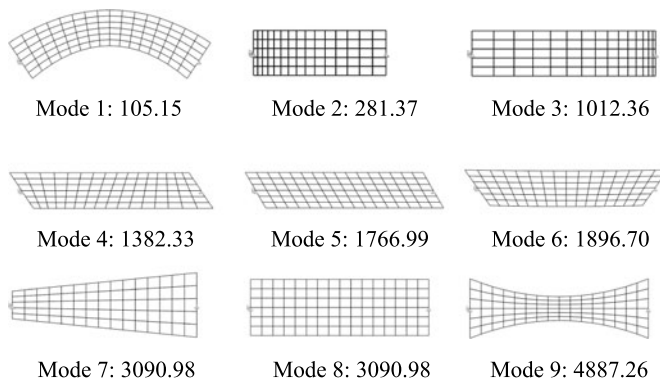 Mode 1: 105.15
Mode 2: 281.37
Mode 3: 1012.36
Mode 4: 1382.33
Mode 5: 1766.99
Mode 6: 1896.70
Mode 7: 3090.98
Mode 8: 3090.98
Mode 9: 4887.26